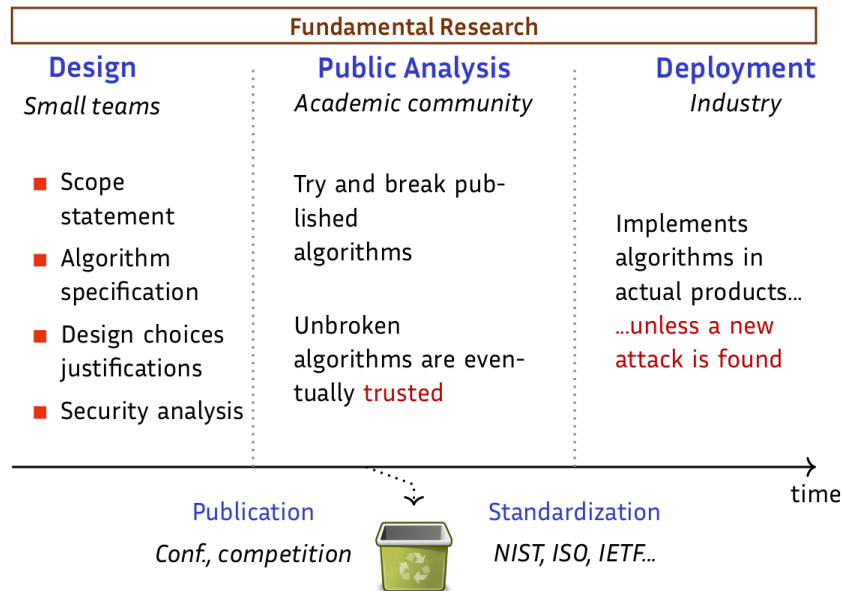 Fundamental Research
Design
Small teams
Scope
statement
Algorithm
specification
Design choices
justifications
Security analysis
Public Analysis
Academic community
Try and break pub-
lished
algorithms
Unbroken
algorithms are even-
tually trusted
Deployment
Industry
Implements
algorithms in
actual products...
...unless a new
attack is found
time
Publication
Conf., competition
Standardization
NIST, ISO, IETF...